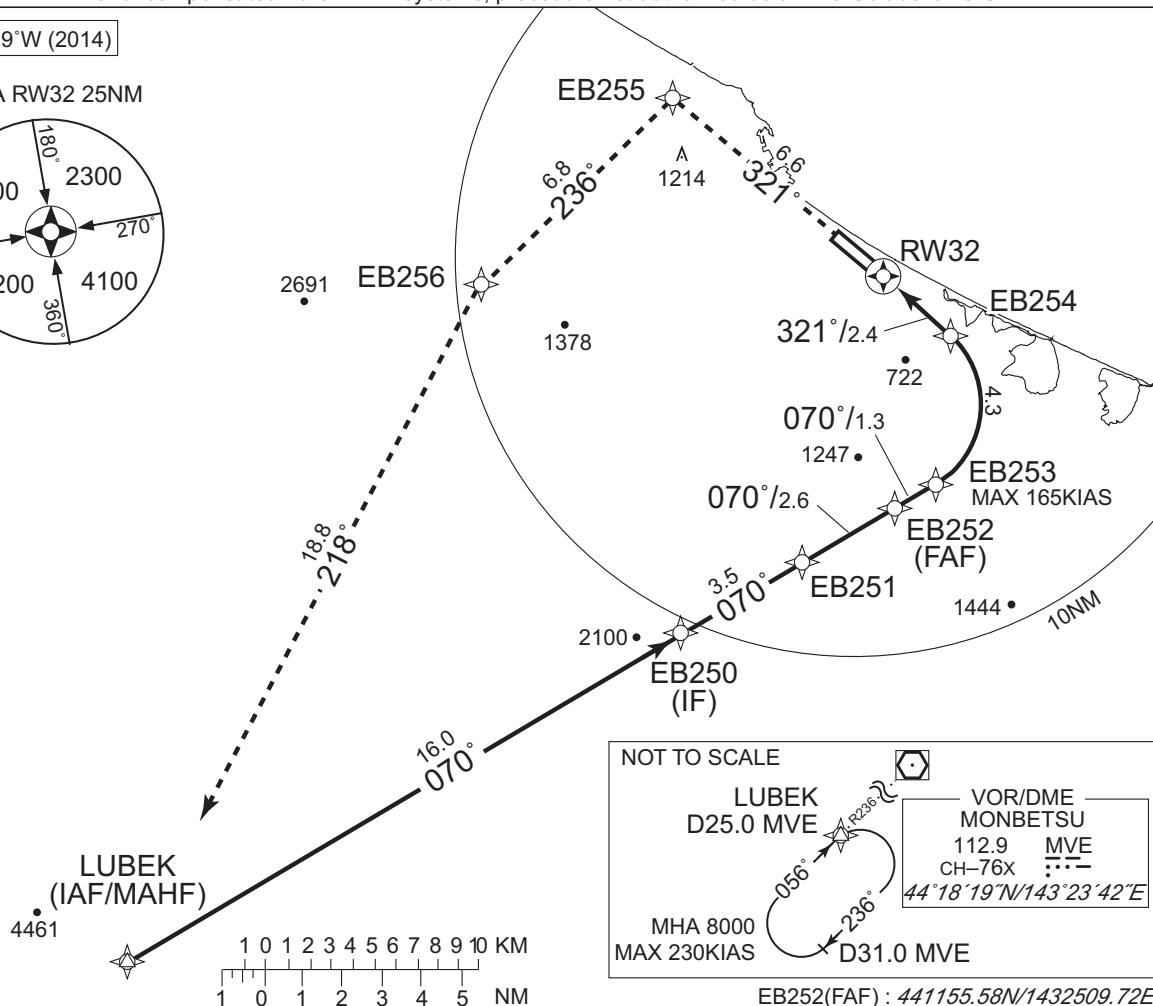 9°W (2014)
RW32 25NM
180°
2300
270°
4100
360°
EB255
6.8
236°
1214
6.6
321°
RW32
EB256
2691
1378
EB254
321°/2.4
722
4.3
070°/1.3
1247
EB253
MAX 165KIAS
070°/2.6
EB252
(FAF)
EB251
3.5
070°
1444
10NM
18.8
218°
2100
EB250
(IF)
16.0
070°
LUBEK
(IAF/MAHF)
4461
1 0 1 2 3 4 5 6 7 8 9 10 KM
1 0 1 2 3 4 5 NM
NOT TO SCALE
LUBEK
D25.0 MVE
R236
056°
236°
MHA 8000
MAX 230KIAS
D31.0 MVE
VOR/DME
MONBETSU
112.9 MVE
CH–76X
44°18´19˝N/143°23´42˝E
EB252(FAF) : 441155.58N/1432509.72E